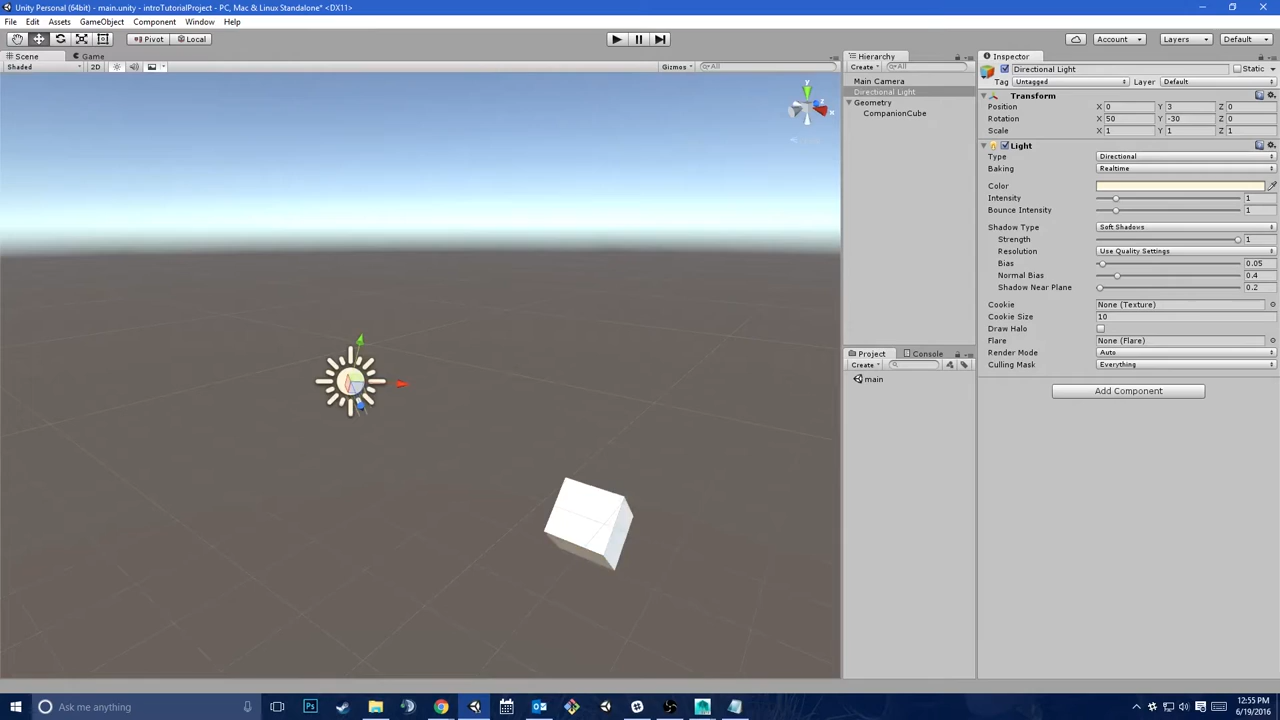 Unity Personal (64bit) - main.unity - introTutorialProject - PC, Mac & Linux Standalone* <DX11>
File Edit Assets GameObject Component Window Help
Pivot Local Account Layers Default
Scene Game
Shaded 2D Gizmos All
y
z
x
Hierarchy
Create All
Main Camera
Directional Light
Geometry
CompanionCube
Project Console
Create
main
Inspector
Directional Light Static
Tag Untagged Layer Default
Transform
Position X 0 Y 3 Z 0
Rotation X 50 Y -30 Z 0
Scale X 1 Y 1 Z 1
Light
Type Directional
Baking Realtime
Color
Intensity 1
Bounce Intensity 1
Shadow Type Soft Shadows
Strength 1
Resolution Use Quality Settings
Bias 0.05
Normal Bias 0.4
Shadow Near Plane 0.2
Cookie None (Texture)
Cookie Size 10
Draw Halo
Flare None (Flare)
Render Mode Auto
Culling Mask Everything
Add Component
Ask me anything
Ps
12:55 PM
6/19/2016